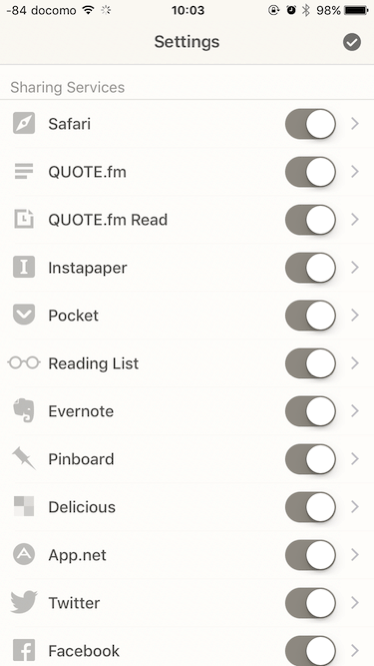 -84 docomo 10:03 98%
Settings
Sharing Services
Safari
QUOTE.fm
QUOTE.fm Read
Instapaper
Pocket
Reading List
Evernote
Pinboard
Delicious
App.net
Twitter
Facebook